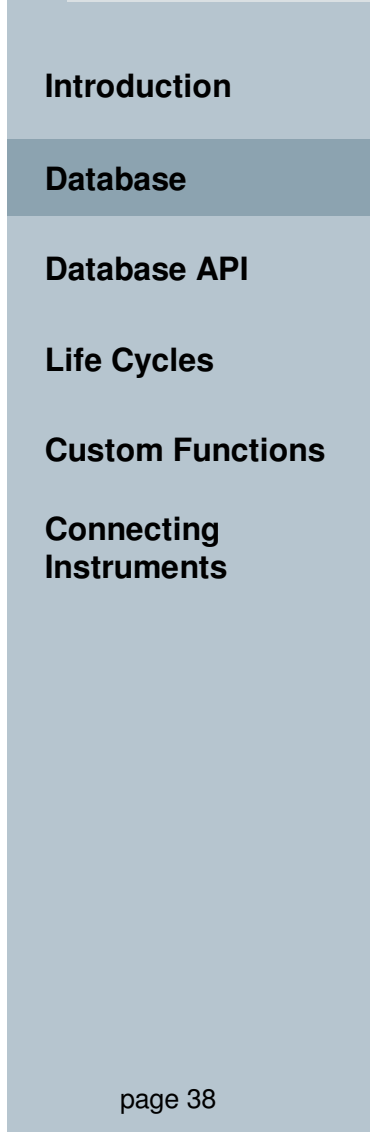 Introduction
Database
Database API
Life Cycles
Custom Functions
Connecting
Instruments
page 38